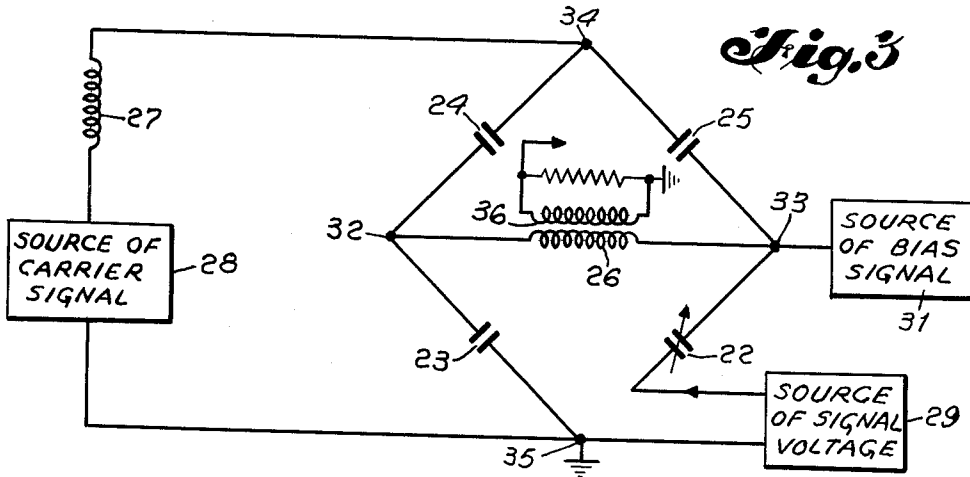 34
Fig. 3
27
24
25
36
32
33
26
SOURCE OF
CARRIER
SIGNAL
28
SOURCE
OF BIAS
SIGNAL
31
23
22
SOURCE
OF SIGNAL
VOLTAGE
29
35